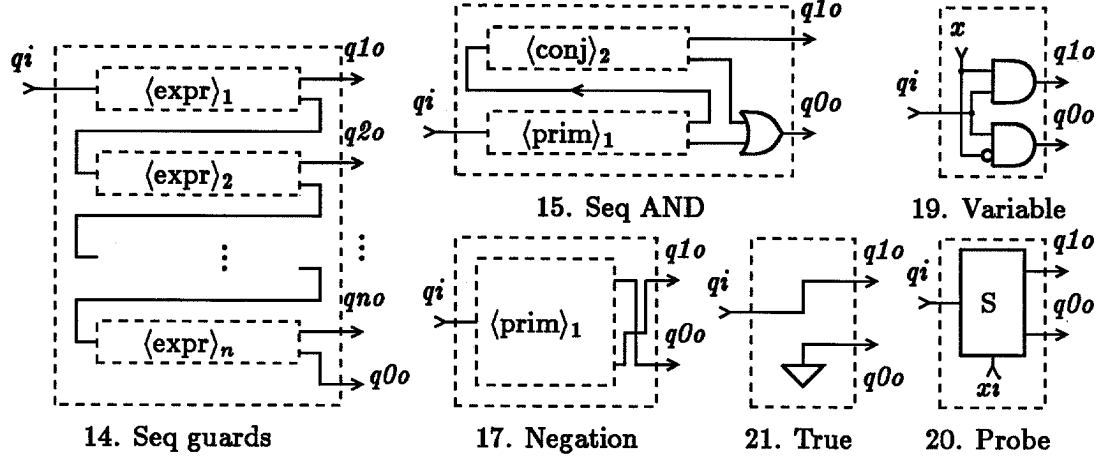 qi
⟨expr⟩1
q1o
⟨expr⟩2
q2o
⋮
⋮
⟨expr⟩n
qno
q0o
14. Seq guards
qi
⟨conj⟩2
q1o
⟨prim⟩1
q0o
15. Seq AND
x
qi
q1o
q0o
19. Variable
qi
⟨prim⟩1
q1o
q0o
17. Negation
qi
q1o
q0o
21. True
qi
S
xi
q1o
q0o
20. Probe